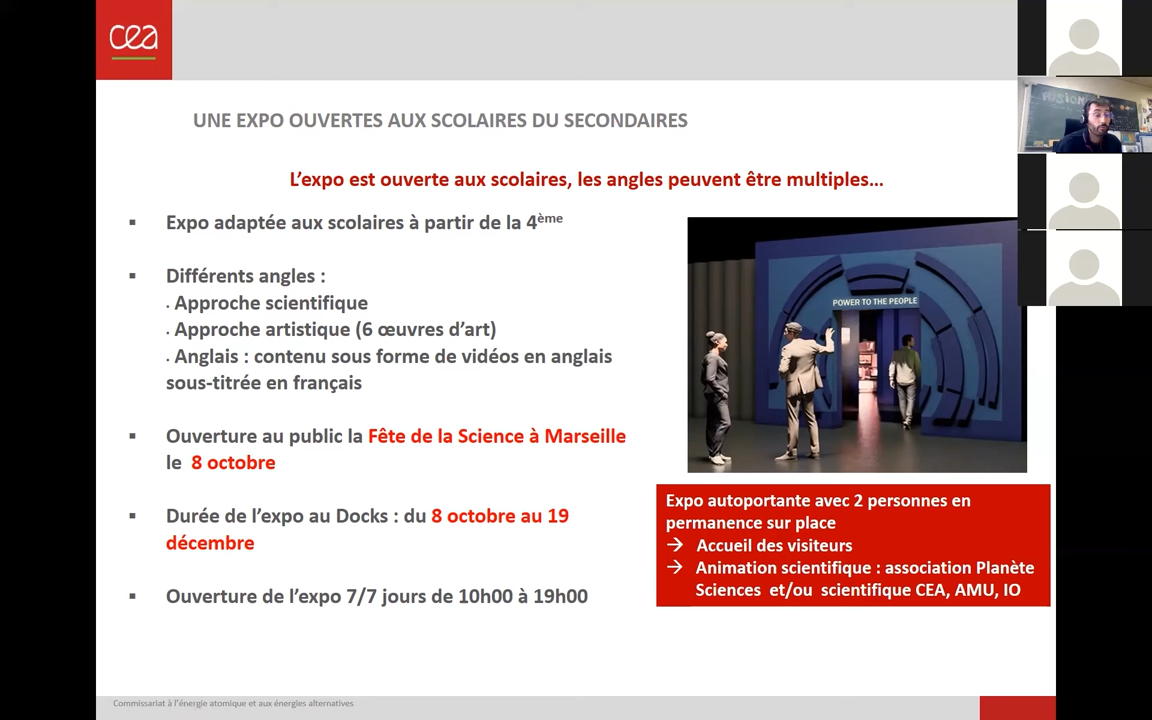 cea
UNE EXPO OUVERTES AUX SCOLAIRES DU SECONDAIRES
L’expo est ouverte aux scolaires, les angles peuvent être multiples…
▪ Expo adaptée aux scolaires à partir de la 4ème
▪ Différents angles :
. Approche scientifique
. Approche artistique (6 œuvres d’art)
. Anglais : contenu sous forme de vidéos en anglais
sous-titrée en français
▪ Ouverture au public la Fête de la Science à Marseille
le 8 octobre
▪ Durée de l’expo au Docks : du 8 octobre au 19
décembre
▪ Ouverture de l’expo 7/7 jours de 10h00 à 19h00
POWER TO THE PEOPLE
Expo autoportante avec 2 personnes en
permanence sur place
→ Accueil des visiteurs
→ Animation scientifique : association Planète
Sciences et/ou scientifique CEA, AMU, IO
Commissariat à l’énergie atomique et aux énergies alternatives